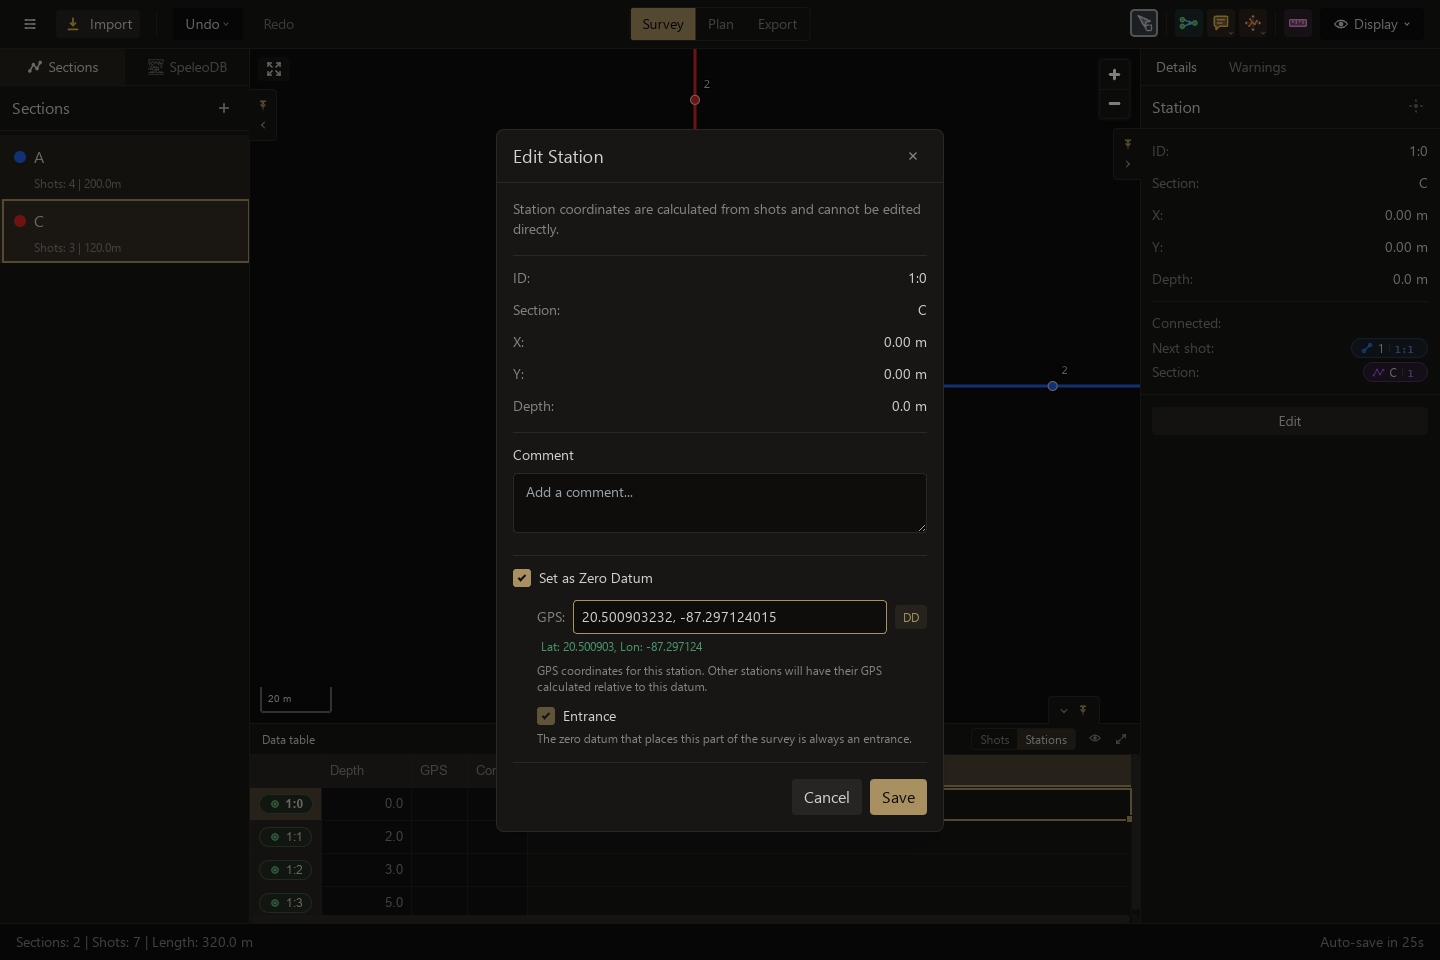 Import
Undo
Redo
Survey
Plan
Export
Display
Sections
SpeleoDB
Sections
A
Shots: 4 | 200.0m
C
Shots: 3 | 120.0m
2
2
20 m
Edit Station
Station coordinates are calculated from shots and cannot be edited
directly.
ID:
1:0
Section:
C
X:
0.00 m
Y:
0.00 m
Depth:
0.0 m
Comment
Add a comment...
Set as Zero Datum
GPS:
20.500903232, -87.297124015
DD
Lat: 20.500903, Lon: -87.297124
GPS coordinates for this station. Other stations will have their GPS
calculated relative to this datum.
Entrance
The zero datum that places this part of the survey is always an entrance.
Cancel
Save
Details
Warnings
Station
ID:
1:0
Section:
C
X:
0.00 m
Y:
0.00 m
Depth:
0.0 m
Connected:
Next shot:
1
1:1
Section:
C
1
Edit
Data table
Shots
Stations
Depth
GPS
1:0
0.0
1:1
2.0
1:2
3.0
1:3
5.0
Sections: 2 | Shots: 7 | Length: 320.0 m
Auto-save in 25s